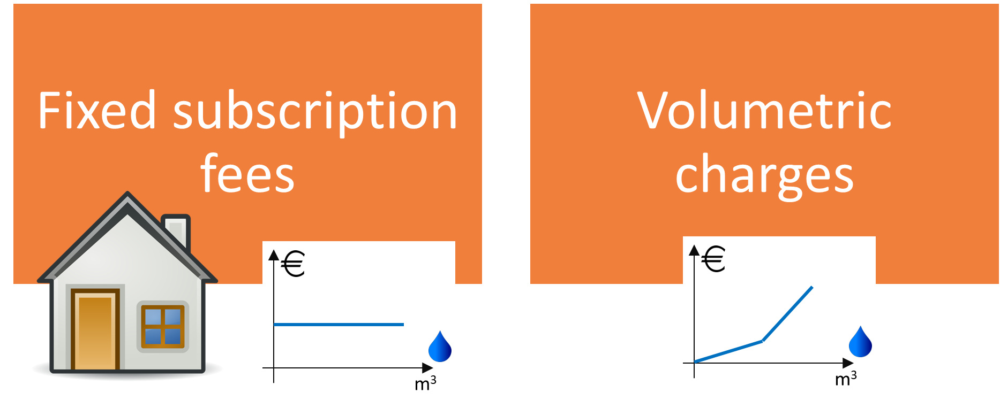 Fixed subscription
fees
€
m³
Volumetric
charges
€
m³